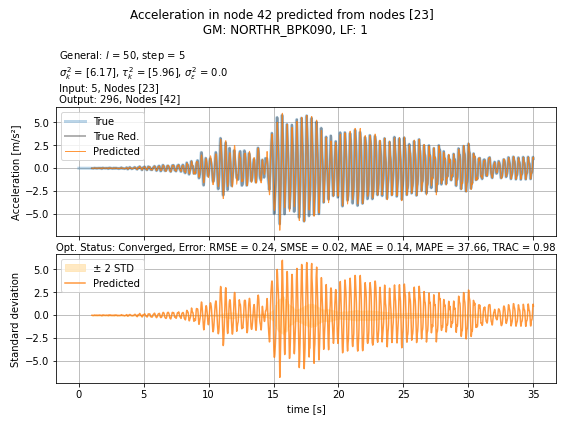 Acceleration in node 42 predicted from nodes [23]
GM: NORTHR_BPK090, LF: 1
General: l = 50, step = 5
σ²ₖ = [6.17], τ²ₖ = [5.96], σ²ε = 0.0
Input: 5, Nodes [23]
Output: 296, Nodes [42]
True
True Red.
Predicted
Acceleration [m/s²]
5.0
2.5
0.0
−2.5
−5.0
Opt. Status: Converged, Error: RMSE = 0.24, SMSE = 0.02, MAE = 0.14, MAPE = 37.66, TRAC = 0.98
± 2 STD
Predicted
Standard deviation
5.0
2.5
0.0
−2.5
−5.0
0 5 10 15 20 25 30 35
time [s]